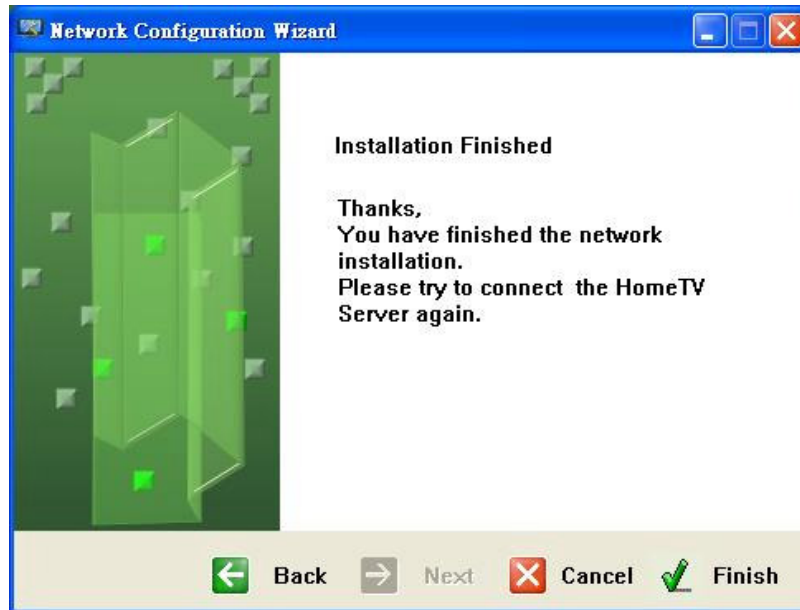 Network Configuration Wizard
Installation Finished
Thanks,
You have finished the network
installation.
Please try to connect the HomeTV
Server again.
Back Next Cancel Finish